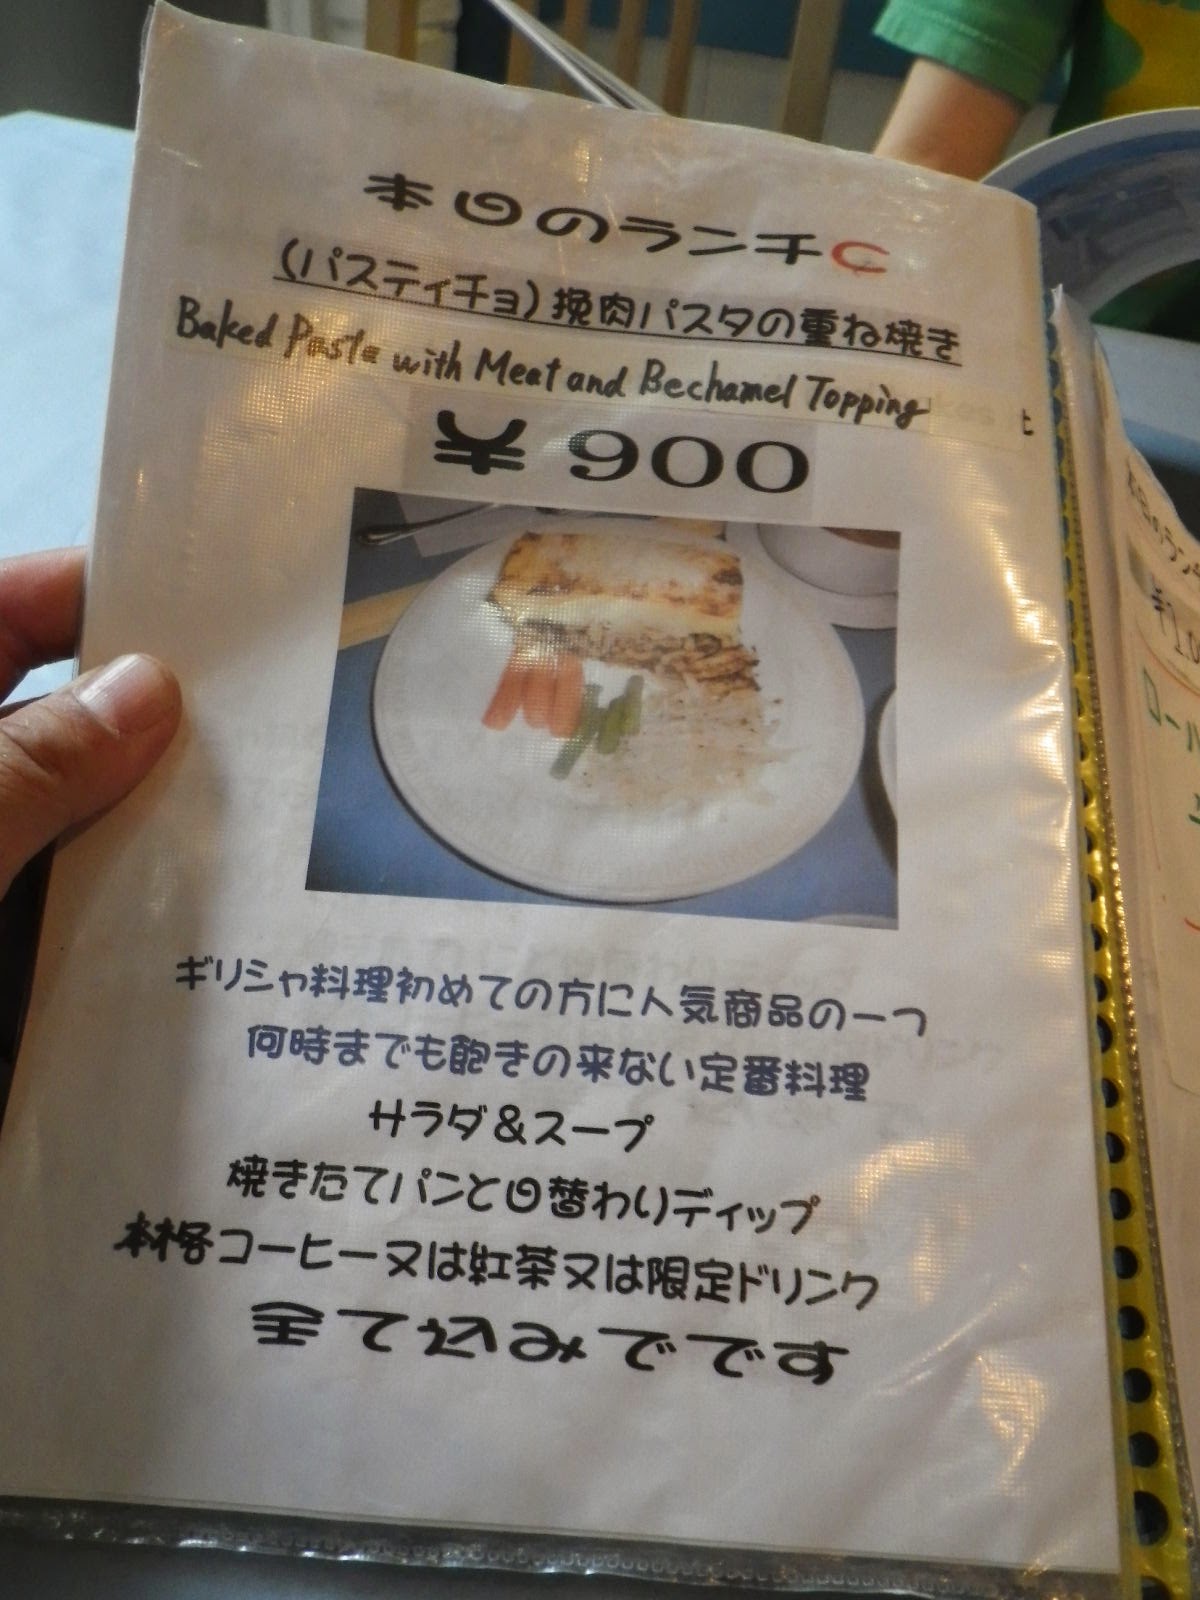 本日のランチC
(パスティチョ)挽肉パスタの重ね焼き
Baked Pasta with Meat and Bechamel Topping
¥900
ギリシャ料理初めての方に人気商品の一つ
何時までも飽きの来ない定番料理
サラダ&スープ
焼きたてパンと日替わりディップ
本格コーヒー又は紅茶又は限定ドリンク
全て込みでです